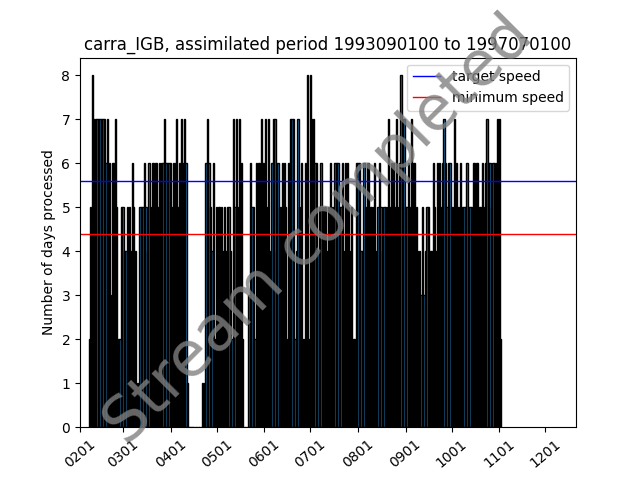 carra_IGB, assimilated period 1993090100 to 1997070100
target speed
minimum speed
Number of days processed
8
7
6
5
4
3
2
1
0
0201 0301 0401 0501 0601 0701 0801 0901 1001 1101 1201
Stream completed